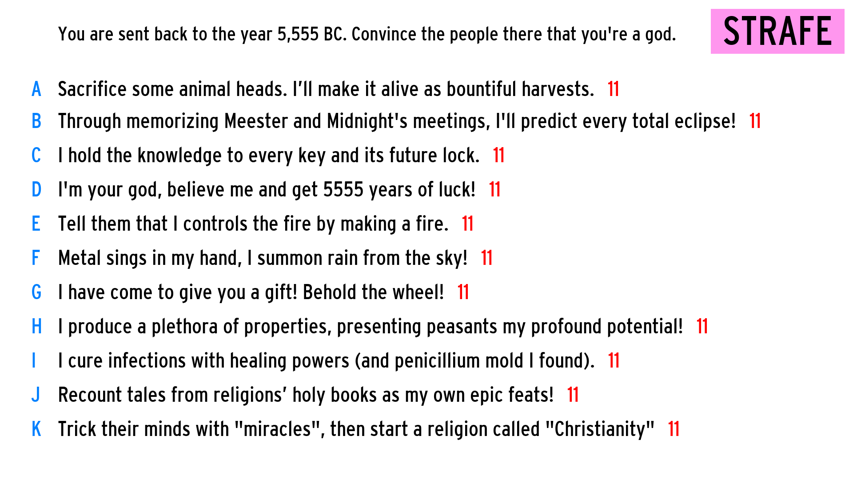 You are sent back to the year 5,555 BC. Convince the people there that you're a god.
STRAFE
A Sacrifice some animal heads. I'll make it alive as bountiful harvests. 11
B Through memorizing Meester and Midnight's meetings, I'll predict every total eclipse! 11
C I hold the knowledge to every key and its future lock. 11
D I'm your god, believe me and get 5555 years of luck! 11
E Tell them that I controls the fire by making a fire. 11
F Metal sings in my hand, I summon rain from the sky! 11
G I have come to give you a gift! Behold the wheel! 11
H I produce a plethora of properties, presenting peasants my profound potential! 11
I I cure infections with healing powers (and penicillium mold I found). 11
J Recount tales from religions’ holy books as my own epic feats! 11
K Trick their minds with "miracles", then start a religion called "Christianity" 11